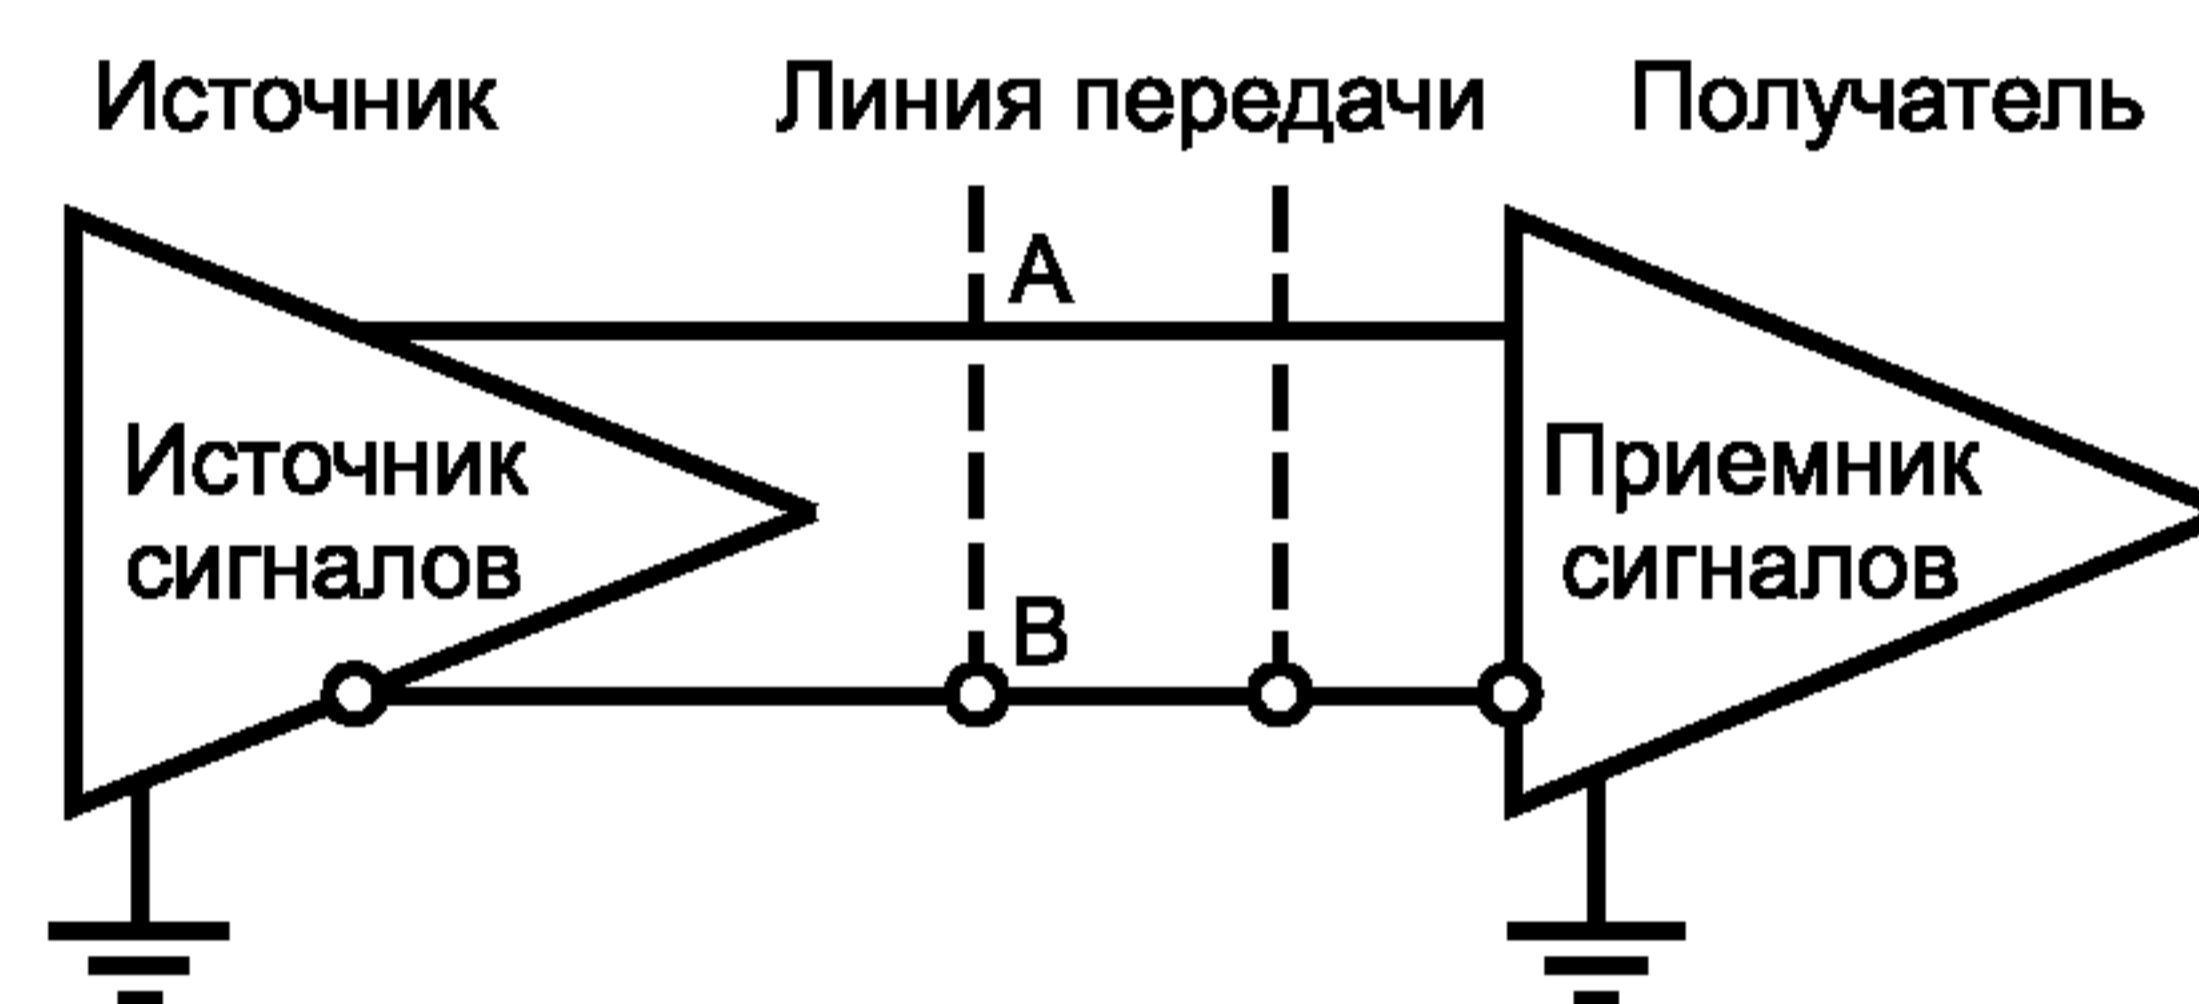 Источник
Линия передачи
Получатель
A
Источник
сигналов
Приемник
сигналов
B